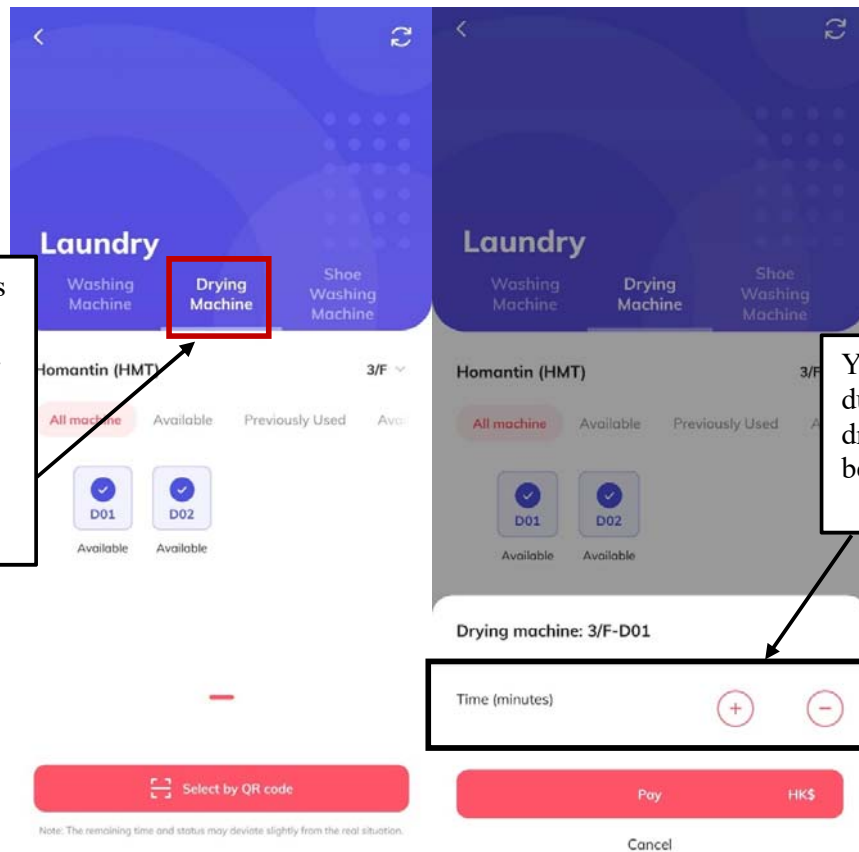 Laundry
Washing Machine
Drying Machine
Shoe Washing Machine
Homantin (HMT)
3/F
All machine
Available
Previously Used
D01
D02
Available
Available
Select by QR code
Note: The remaining time and status may deviate slightly from the real situation.
Laundry
Washing Machine
Drying Machine
Shoe Washing Machine
Homantin (HMT)
3/F
All machine
Available
Previously Used
D01
D02
Available
Available
Drying machine: 3/F-D01
Time (minutes)
+
-
Pay
HK$
Cancel